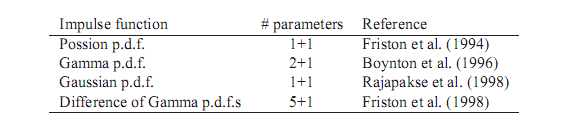 Impulse function # parameters Reference
Possion p.d.f. 1+1 Friston et al. (1994)
Gamma p.d.f. 2+1 Boynton et al. (1996)
Gaussian p.d.f. 1+1 Rajapakse et al. (1998)
Difference of Gamma p.d.f.s 5+1 Friston et al. (1998)